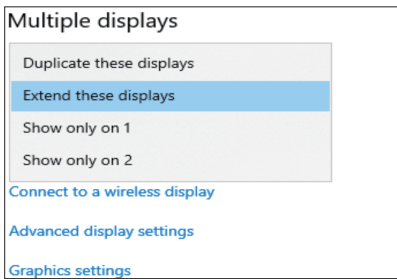 Multiple displays
Duplicate these displays
Extend these displays
Show only on 1
Show only on 2
Connect to a wireless display
Advanced display settings
Graphics settings